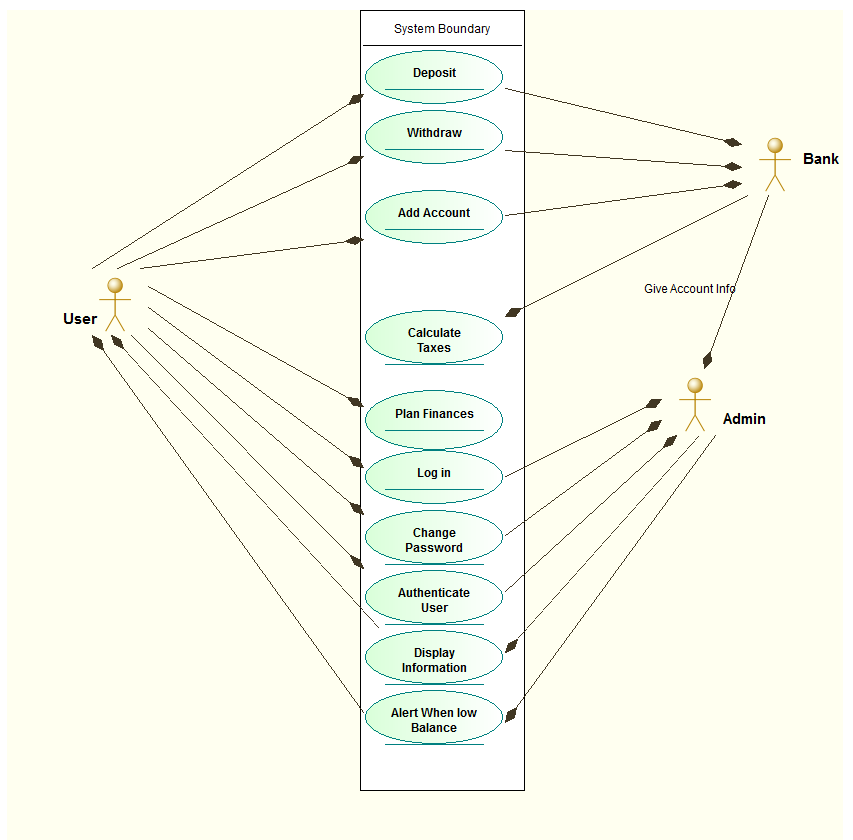 System Boundary
Deposit
Withdraw
Bank
Add Account
Give Account Info
User
Calculate
Taxes
Plan Finances
Admin
Log in
Change
Password
Authenticate
User
Display
Information
Alert When low
Balance